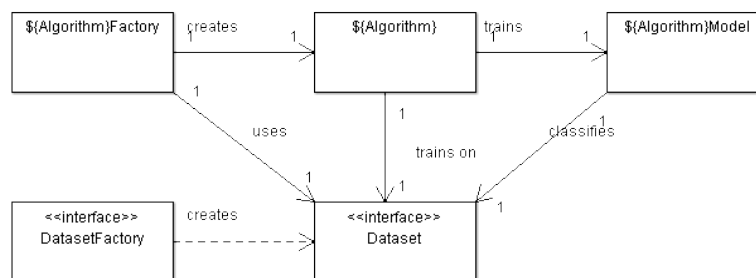 ${Algorithm}Factory
creates
1
1
${Algorithm}
trains
1
1
${Algorithm}Model
1
uses
1
1
trains on
1
1
classifies
1
<<interface>>
DatasetFactory
creates
<<interface>>
Dataset